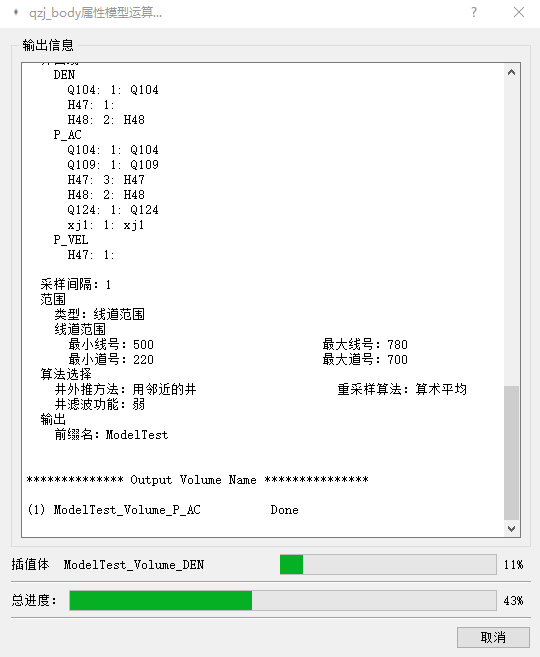 qzj_body属性模型运算...
输出信息
DEN
Q104: 1: Q104
H47: 1:
H48: 2: H48
P_AC
Q104: 1: Q104
Q109: 1: Q109
H47: 3: H47
H48: 2: H48
Q124: 1: Q124
xj1: 1: xj1
P_VEL
H47: 1:
采样间隔: 1
范围
类型: 线道范围
线道范围
最小线号: 500 最大线号: 780
最小道号: 220 最大道号: 700
算法选择
井外推方法: 用邻近的井 重采样算法: 算术平均
井滤波功能: 弱
输出
前缀名: ModelTest
************** Output Volume Name ***************
(1) ModelTest_Volume_P_AC Done
插值体 ModelTest_Volume_DEN 11%
总进度: 43%
取消